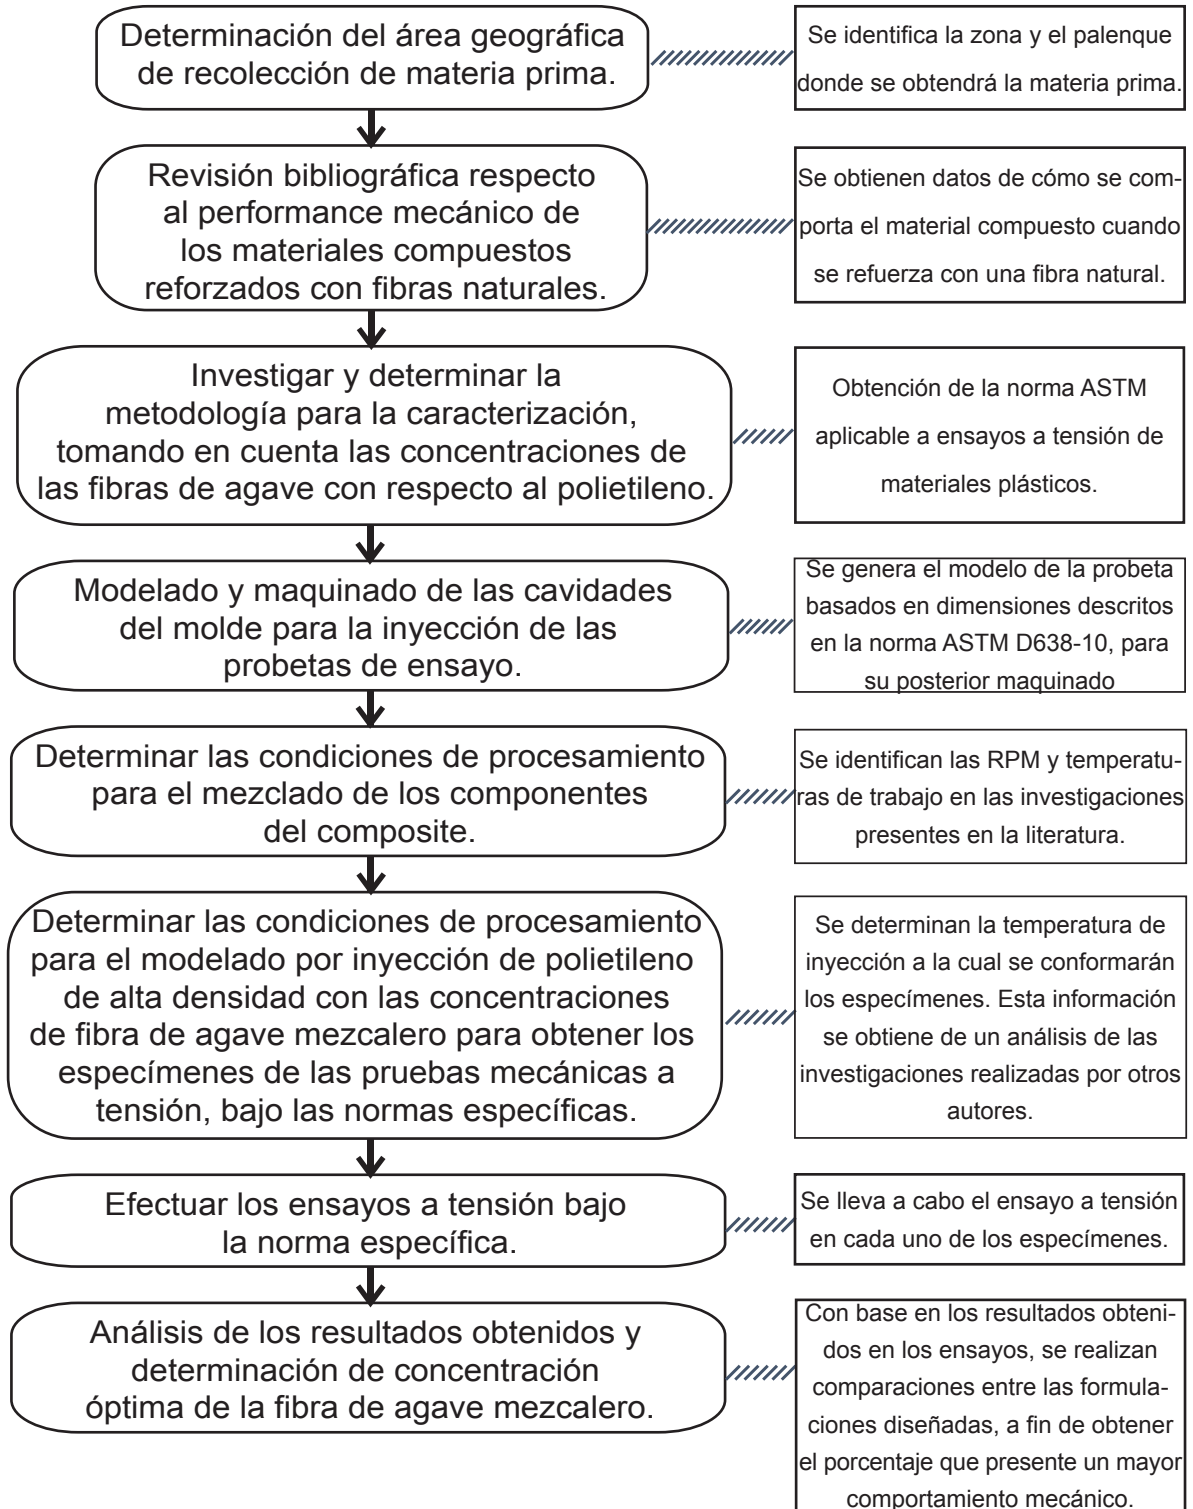 Determinación del área geográfica
de recolección de materia prima.
Se identifica la zona y el palenque
donde se obtendrá la materia prima.
Revisión bibliográfica respecto
al performance mecánico de
los materiales compuestos
reforzados con fibras naturales.
Se obtienen datos de cómo se com-
porta el material compuesto cuando
se refuerza con una fibra natural.
Investigar y determinar la
metodología para la caracterización,
tomando en cuenta las concentraciones de
las fibras de agave con respecto al polietileno.
Obtención de la norma ASTM
aplicable a ensayos a tensión de
materiales plásticos.
Modelado y maquinado de las cavidades
del molde para la inyección de las
probetas de ensayo.
Se genera el modelo de la probeta
basados en dimensiones descritos
en la norma ASTM D638-10, para
su posterior maquinado
Determinar las condiciones de procesamiento
para el mezclado de los componentes
del composite.
Se identifican las RPM y temperatu-
ras de trabajo en las investigaciones
presentes en la literatura.
Determinar las condiciones de procesamiento
para el modelado por inyección de polietileno
de alta densidad con las concentraciones
de fibra de agave mezcalero para obtener los
especímenes de las pruebas mecánicas a
tensión, bajo las normas específicas.
Se determinan la temperatura de
inyección a la cual se conformarán
los especímenes. Esta información
se obtiene de un análisis de las
investigaciones realizadas por otros
autores.
Efectuar los ensayos a tensión bajo
la norma específica.
Se lleva a cabo el ensayo a tensión
en cada uno de los especímenes.
Análisis de los resultados obtenidos y
determinación de concentración
óptima de la fibra de agave mezcalero.
Con base en los resultados obteni-
dos en los ensayos, se realizan
comparaciones entre las formula-
ciones diseñadas, a fin de obtener
el porcentaje que presente un mayor
comportamiento mecánico.